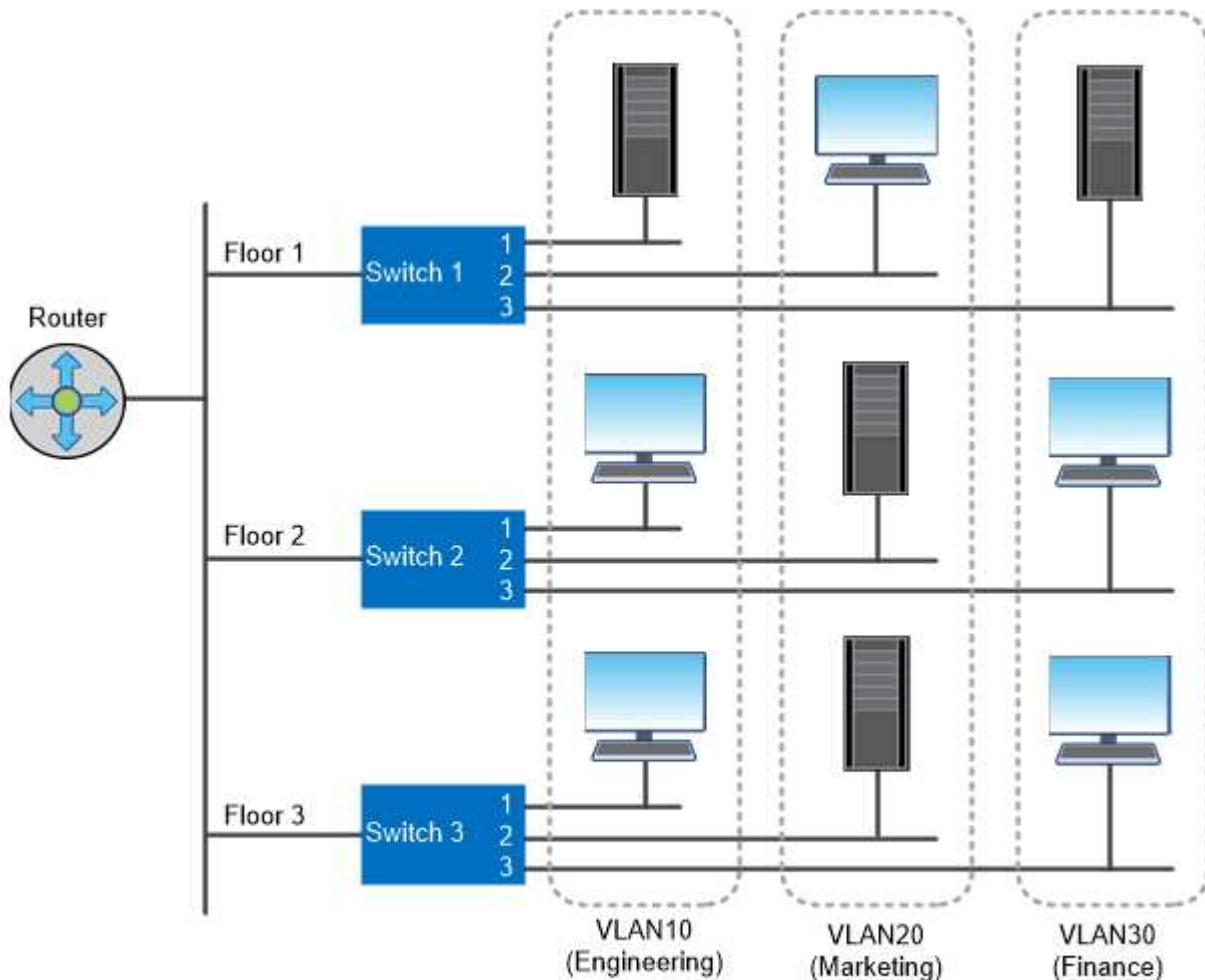 Router
Floor 1
Switch 1
1
2
3
Floor 2
Switch 2
1
2
3
Floor 3
Switch 3
1
2
3
VLAN10
(Engineering)
VLAN20
(Marketing)
VLAN30
(Finance)